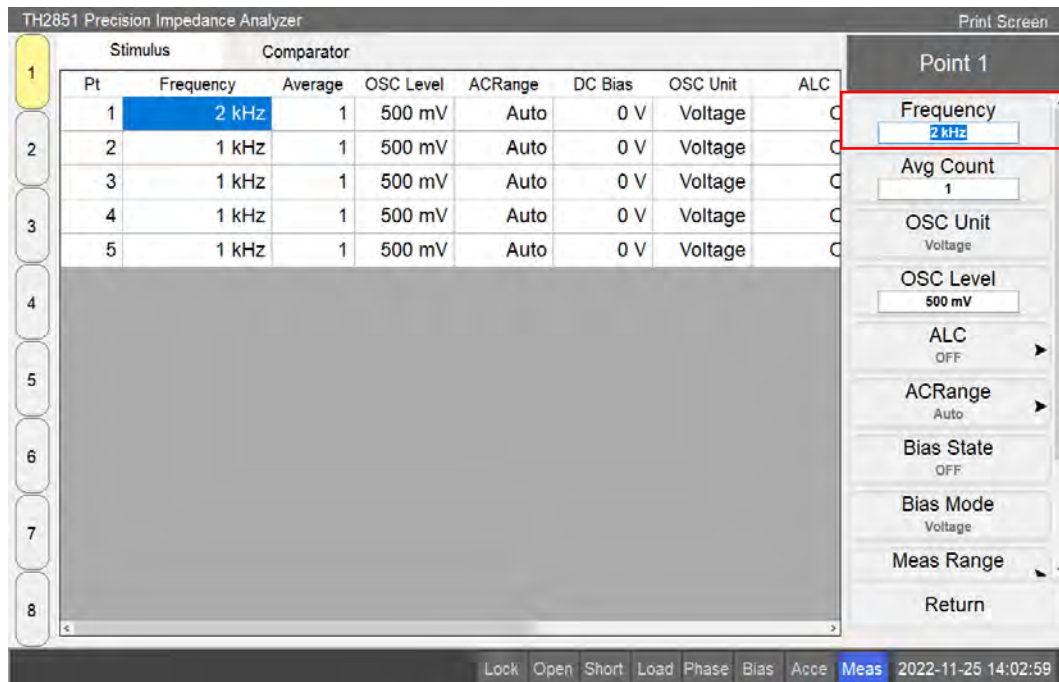 TH2851 Precision Impedance Analyzer Print Screen
Stimulus Comparator
Pt Frequency Average OSC Level ACRange DC Bias OSC Unit ALC
1 2 kHz 1 500 mV Auto 0 V Voltage
2 1 kHz 1 500 mV Auto 0 V Voltage
3 1 kHz 1 500 mV Auto 0 V Voltage
4 1 kHz 1 500 mV Auto 0 V Voltage
5 1 kHz 1 500 mV Auto 0 V Voltage
1
2
3
4
5
6
7
8
Point 1
Frequency
2 kHz
Avg Count
1
OSC Unit
Voltage
OSC Level
500 mV
ALC
OFF
ACRange
Auto
Bias State
OFF
Bias Mode
Voltage
Meas Range
Return
Lock Open Short Load Phase Bias Acce Meas 2022-11-25 14:02:59